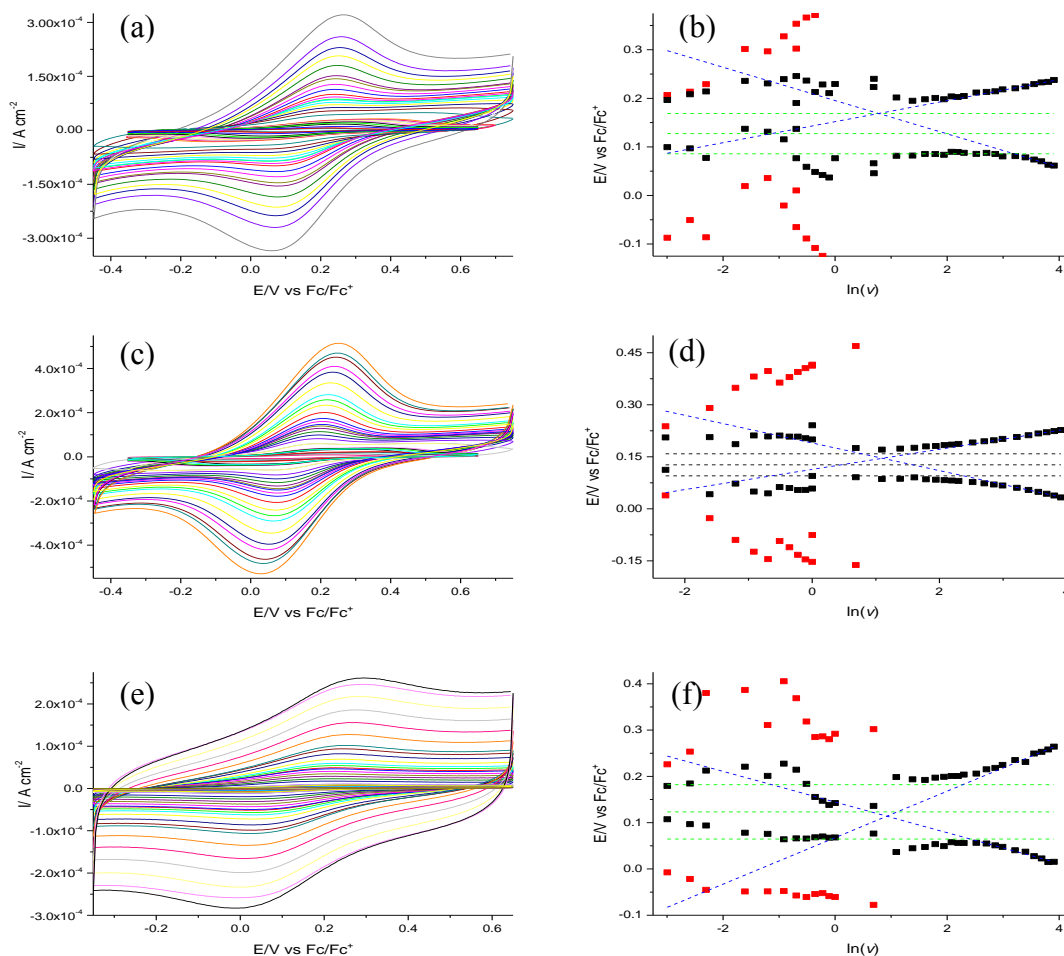 (a)
3.00x10⁻⁴
1.50x10⁻⁴
0.00
-1.50x10⁻⁴
-3.00x10⁻⁴
I/ A cm⁻²
-0.4 -0.2 0.0 0.2 0.4 0.6
E/V vs Fc/Fc⁺
(b)
0.3
0.2
0.1
0.0
-0.1
E/V vs Fc/Fc⁺
-2 0 2 4
ln(v)
(c)
4.0x10⁻⁴
2.0x10⁻⁴
0.0
-2.0x10⁻⁴
-4.0x10⁻⁴
I/ A cm⁻²
-0.4 -0.2 0.0 0.2 0.4 0.6
E/V vs Fc/Fc⁺
(d)
0.45
0.30
0.15
0.00
-0.15
E/V vs Fc/Fc⁺
-2 0 2 4
ln(v)
(e)
2.0x10⁻⁴
1.0x10⁻⁴
0.0
-1.0x10⁻⁴
-2.0x10⁻⁴
-3.0x10⁻⁴
I/ A cm⁻²
-0.2 0.0 0.2 0.4 0.6
E/V vs Fc/Fc⁺
(f)
0.4
0.3
0.2
0.1
0.0
-0.1
E/V vs Fc/Fc⁺
-2 0 2 4
ln(v)